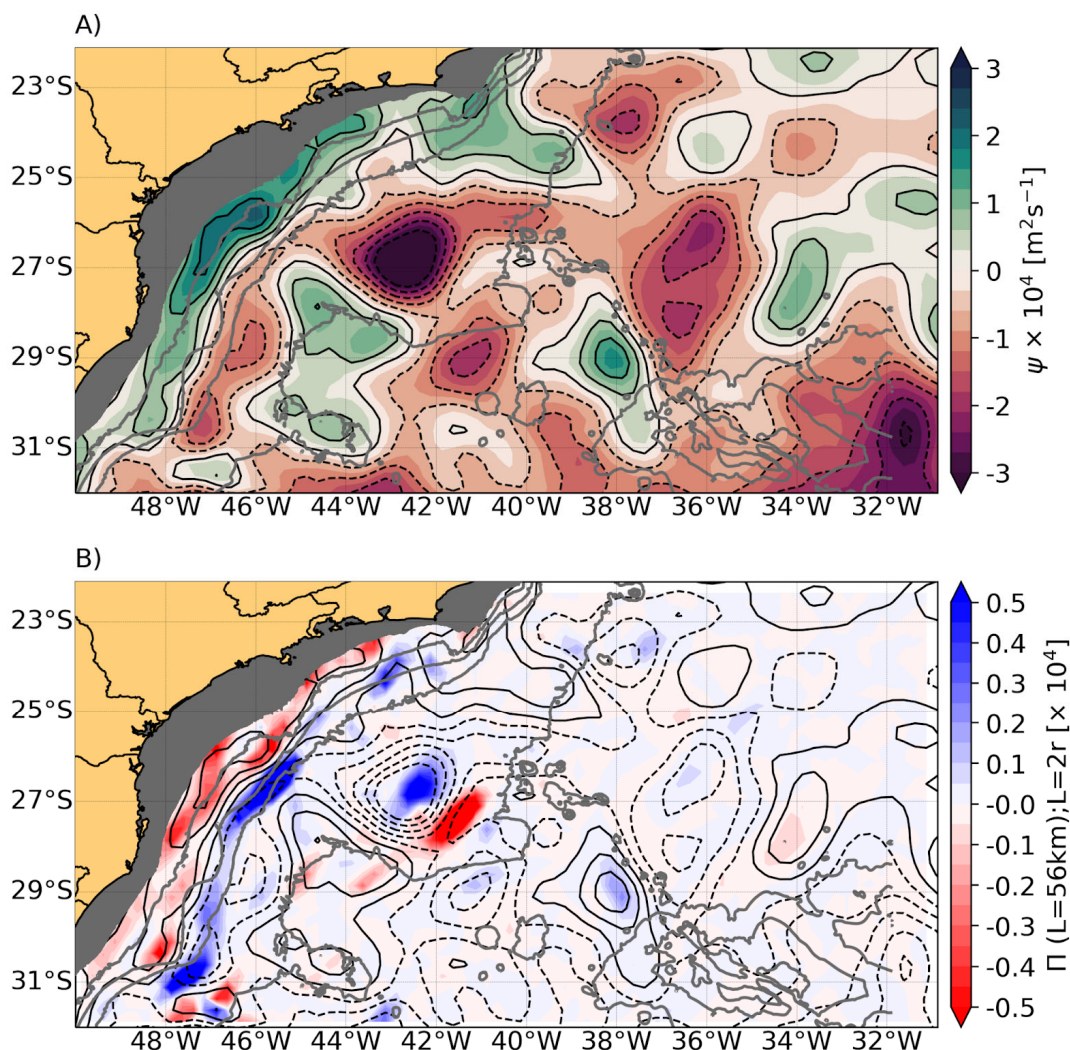 A)
23°S
25°S
27°S
29°S
31°S
48°W 46°W 44°W 42°W 40°W 38°W 36°W 34°W 32°W
3
2
1
0
-1
-2
-3
ψ × 10⁴ [m²s⁻¹]
B)
23°S
25°S
27°S
29°S
31°S
48°W 46°W 44°W 42°W 40°W 38°W 36°W 34°W 32°W
0.5
0.4
0.3
0.2
0.1
-0.0
-0.1
-0.2
-0.3
-0.4
-0.5
Π (L=56km);L=2r [× 10⁴]